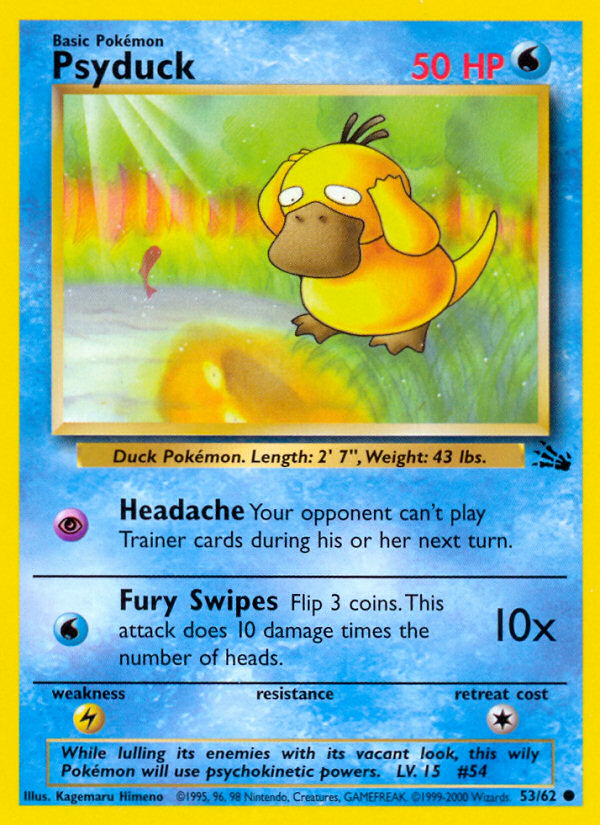 Basic Pokémon
Psyduck
50 HP
Duck Pokémon. Length: 2' 7", Weight: 43 lbs.
Headache Your opponent can't play
Trainer cards during his or her next turn.
Fury Swipes Flip 3 coins. This
attack does 10 damage times the
number of heads.
10x
weakness resistance retreat cost
While lulling its enemies with its vacant look, this wily
Pokémon will use psychokinetic powers. LV. 15 #54
Illus. Kagemaru Himeno ©1995, 96, 98 Nintendo, Creatures, GAMEFREAK. ©1999-2000 Wizards. 53/62